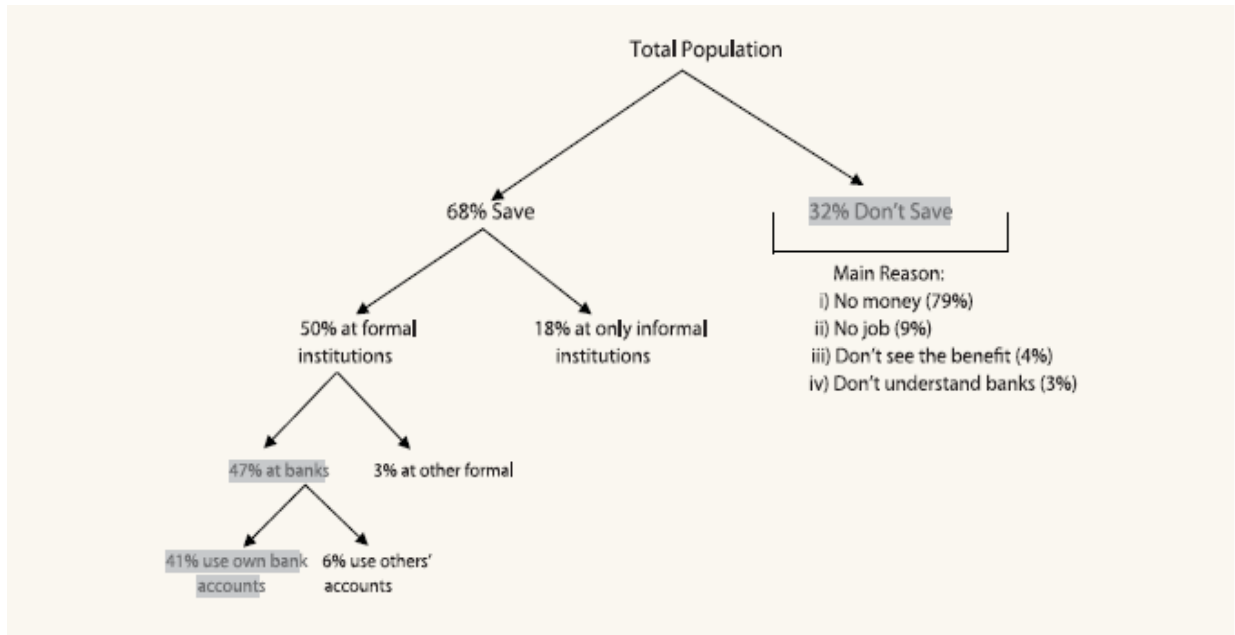 Total Population
68% Save
32% Don't Save
Main Reason:
i) No money (79%)
ii) No job (9%)
iii) Don't see the benefit (4%)
iv) Don't understand banks (3%)
50% at formal
institutions
18% at only informal
institutions
47% at banks
3% at other formal
41% use own bank
accounts
6% use others'
accounts